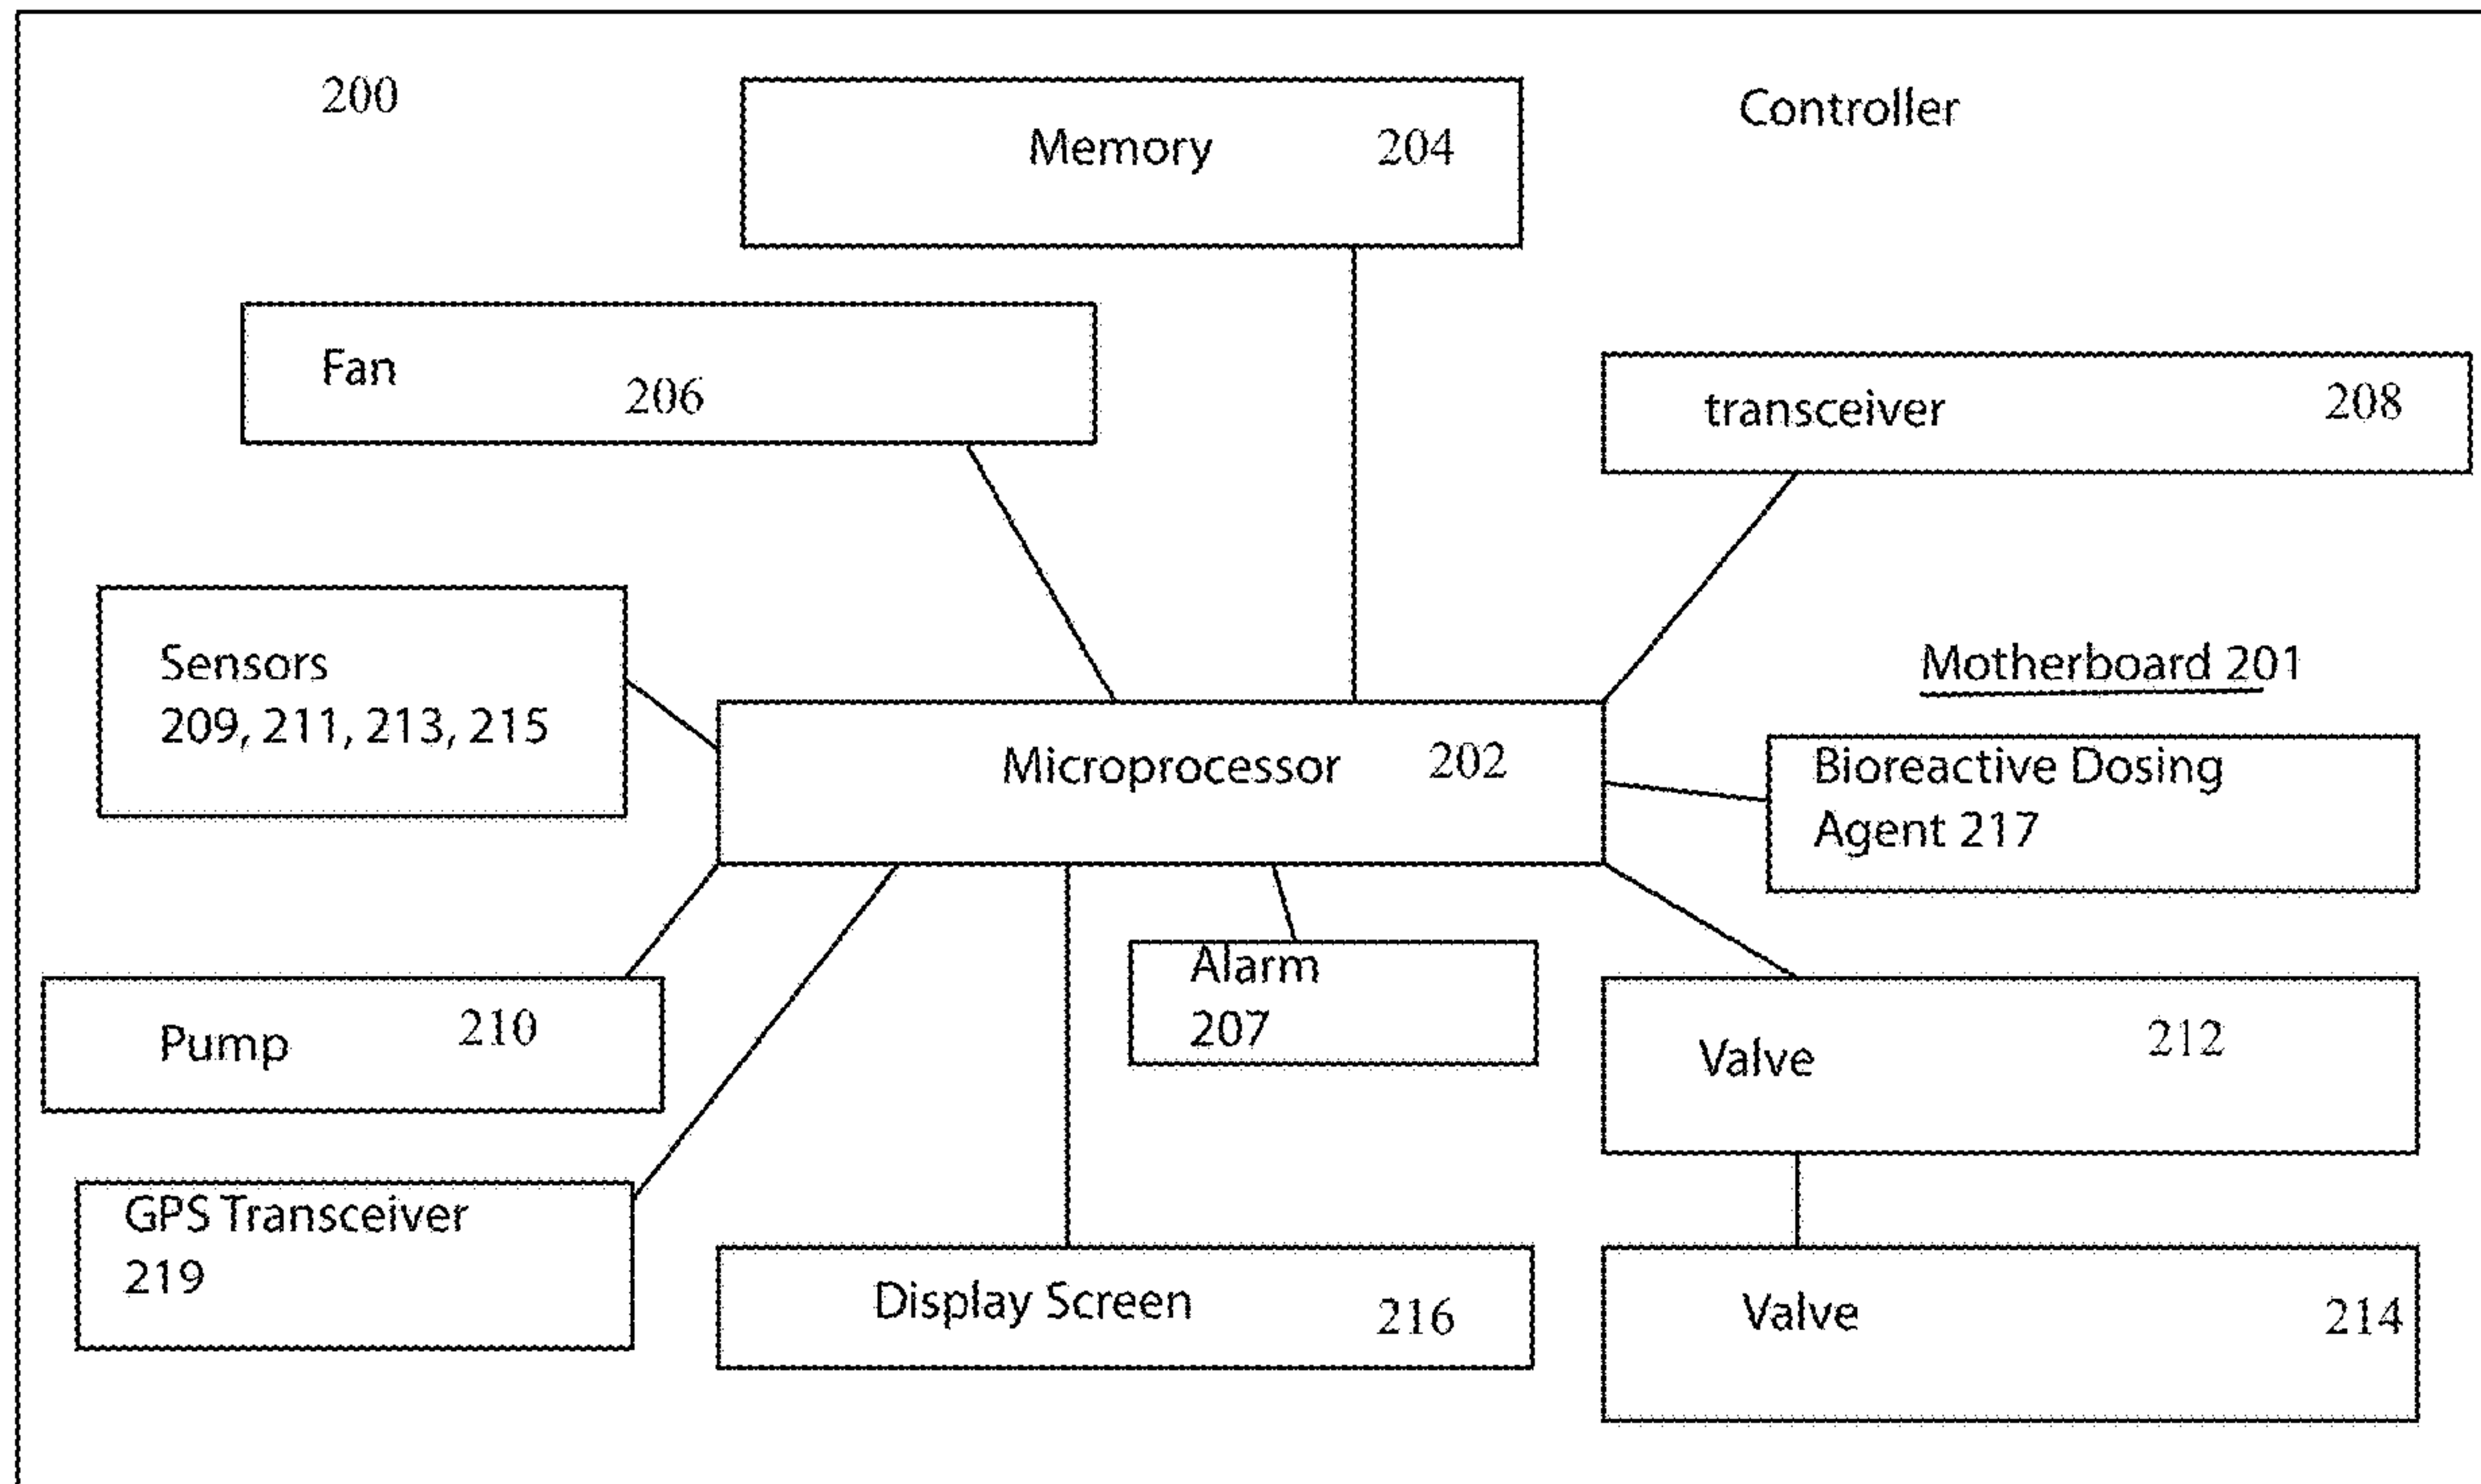 200
Controller
Memory 204
Fan 206
transceiver 208
Sensors
209, 211, 213, 215
Motherboard 201
Microprocessor 202
Bioreactive Dosing
Agent 217
Pump 210
Alarm
207
Valve 212
GPS Transceiver
219
Display Screen 216
Valve 214